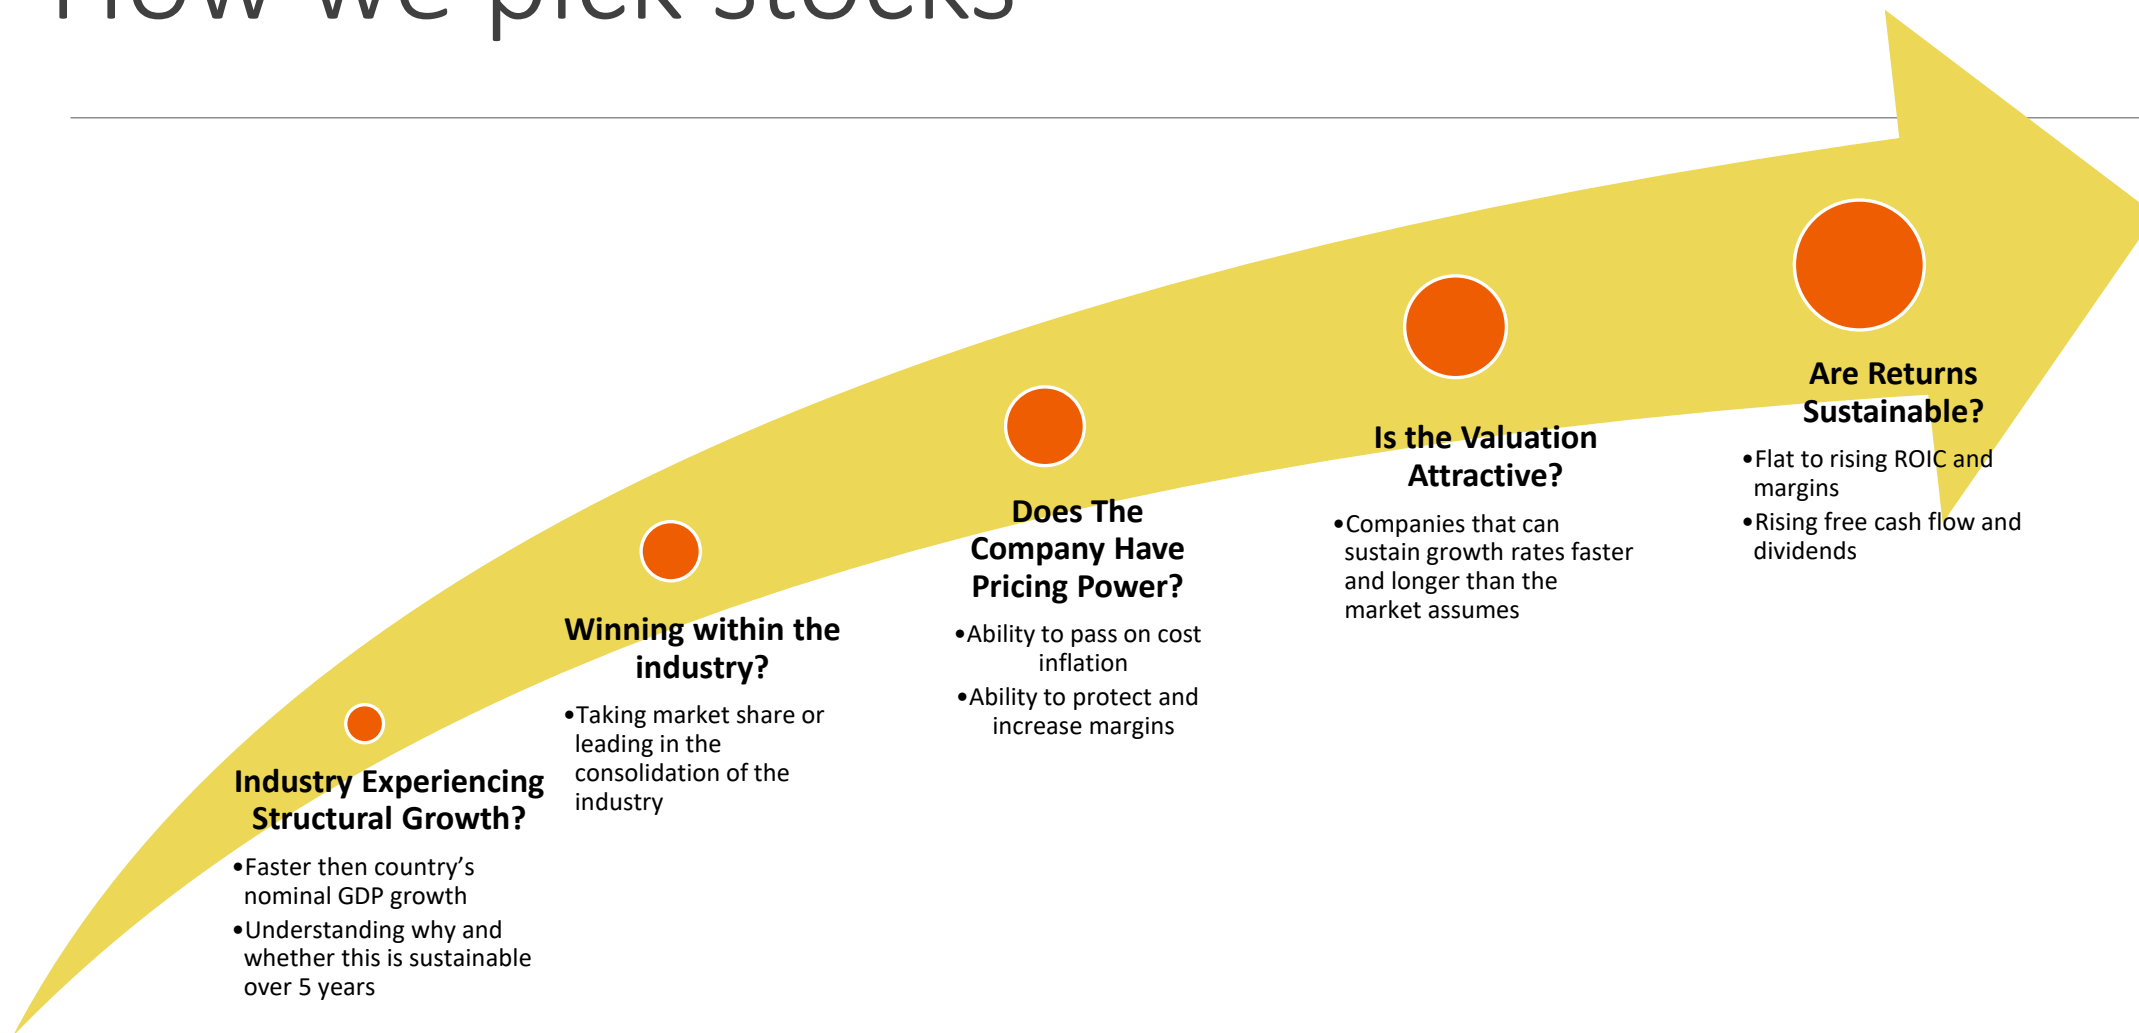 How we pick stocks
Industry Experiencing
Structural Growth?
•Faster then country’s
nominal GDP growth
•Understanding why and
whether this is sustainable
over 5 years
Winning within the
industry?
•Taking market share or
leading in the
consolidation of the
industry
Does The
Company Have
Pricing Power?
•Ability to pass on cost
inflation
•Ability to protect and
increase margins
Is the Valuation
Attractive?
•Companies that can
sustain growth rates faster
and longer than the
market assumes
Are Returns
Sustainable?
•Flat to rising ROIC and
margins
•Rising free cash flow and
dividends